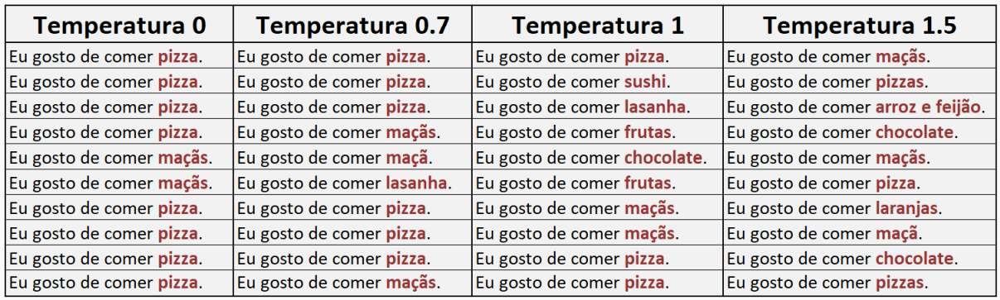 Temperatura 0 Temperatura 0.7 Temperatura 1 Temperatura 1.5
Eu gosto de comer pizza. Eu gosto de comer pizza. Eu gosto de comer pizza. Eu gosto de comer maçãs.
Eu gosto de comer pizza. Eu gosto de comer pizza. Eu gosto de comer sushi. Eu gosto de comer pizzas.
Eu gosto de comer pizza. Eu gosto de comer pizza. Eu gosto de comer lasanha. Eu gosto de comer arroz e feijão.
Eu gosto de comer pizza. Eu gosto de comer maçãs. Eu gosto de comer frutas. Eu gosto de comer chocolate.
Eu gosto de comer maçãs. Eu gosto de comer maçã. Eu gosto de comer chocolate. Eu gosto de comer maçãs.
Eu gosto de comer maçãs. Eu gosto de comer lasanha. Eu gosto de comer frutas. Eu gosto de comer pizza.
Eu gosto de comer pizza. Eu gosto de comer pizza. Eu gosto de comer maçãs. Eu gosto de comer laranjas.
Eu gosto de comer pizza. Eu gosto de comer pizza. Eu gosto de comer maçãs. Eu gosto de comer maçã.
Eu gosto de comer pizza. Eu gosto de comer pizza. Eu gosto de comer pizza. Eu gosto de comer chocolate.
Eu gosto de comer pizza. Eu gosto de comer maçãs. Eu gosto de comer pizza. Eu gosto de comer pizzas.